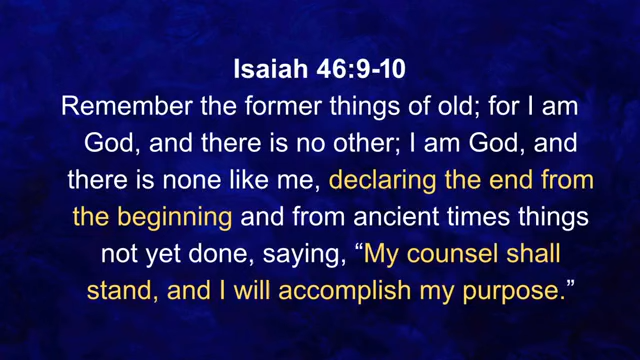 Isaiah 46:9-10
Remember the former things of old; for I am
God, and there is no other; I am God, and
there is none like me, declaring the end from
the beginning and from ancient times things
not yet done, saying, “My counsel shall
stand, and I will accomplish my purpose.”